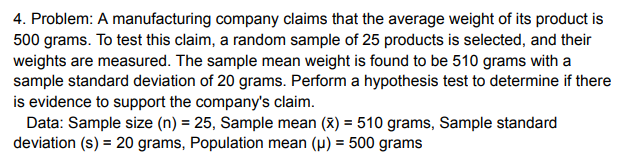 4. Problem: A manufacturing company claims that the average weight of its product is
500 grams. To test this claim, a random sample of 25 products is selected, and their
weights are measured. The sample mean weight is found to be 510 grams with a
sample standard deviation of 20 grams. Perform a hypothesis test to determine if there
is evidence to support the company's claim.
Data: Sample size (n) = 25, Sample mean (x̄) = 510 grams, Sample standard
deviation (s) = 20 grams, Population mean (μ) = 500 grams